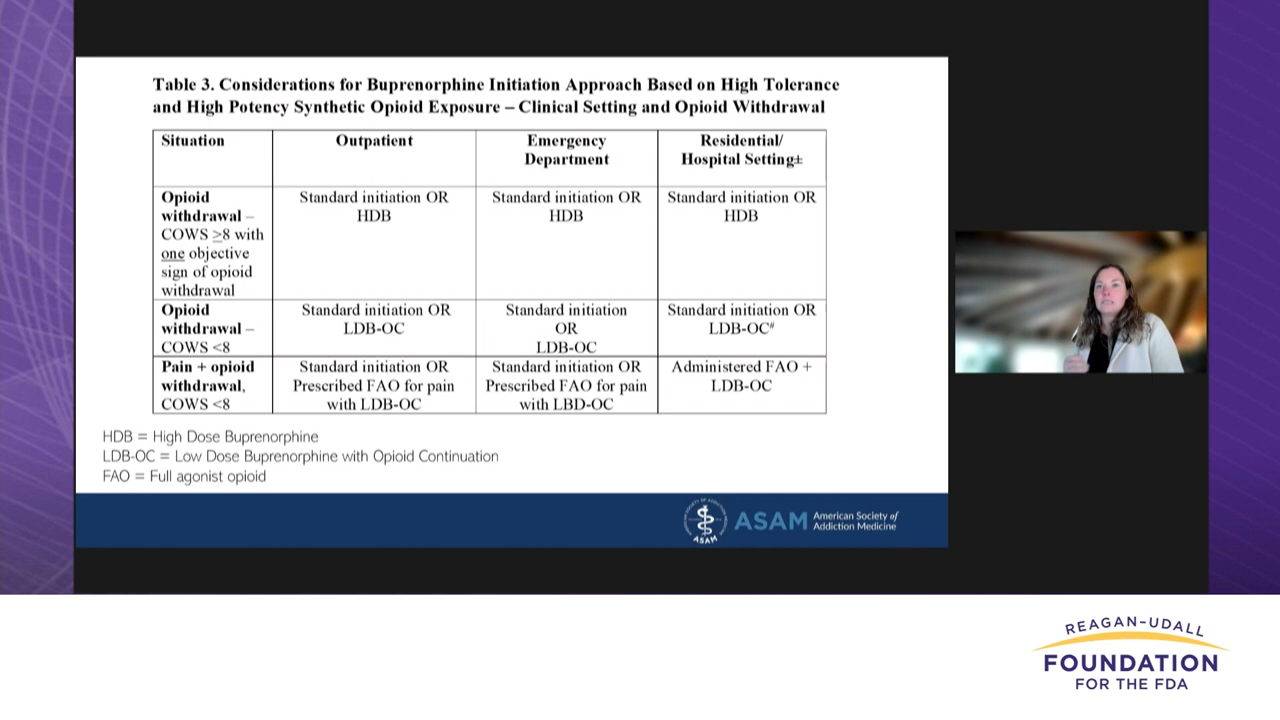 Table 3. Considerations for Buprenorphine Initiation Approach Based on High Tolerance
and High Potency Synthetic Opioid Exposure – Clinical Setting and Opioid Withdrawal
Situation
Outpatient
Emergency
Department
Residential/
Hospital Setting±
Opioid
withdrawal –
COWS ≥8 with
one objective
sign of opioid
withdrawal
Standard initiation OR
HDB
Standard initiation OR
HDB
Standard initiation OR
HDB
Opioid
withdrawal –
COWS <8
Standard initiation OR
LDB-OC
Standard initiation
OR
LDB-OC
Standard initiation OR
LDB-OC#
Pain + opioid
withdrawal,
COWS <8
Standard initiation OR
Prescribed FAO for pain
with LDB-OC
Standard initiation OR
Prescribed FAO for pain
with LBD-OC
Administered FAO +
LDB-OC
HDB = High Dose Buprenorphine
LDB-OC = Low Dose Buprenorphine with Opioid Continuation
FAO = Full agonist opioid
ASAM
ASAM
American Society of
Addiction Medicine
REAGAN-UDALL
FOUNDATION
FOR THE FDA